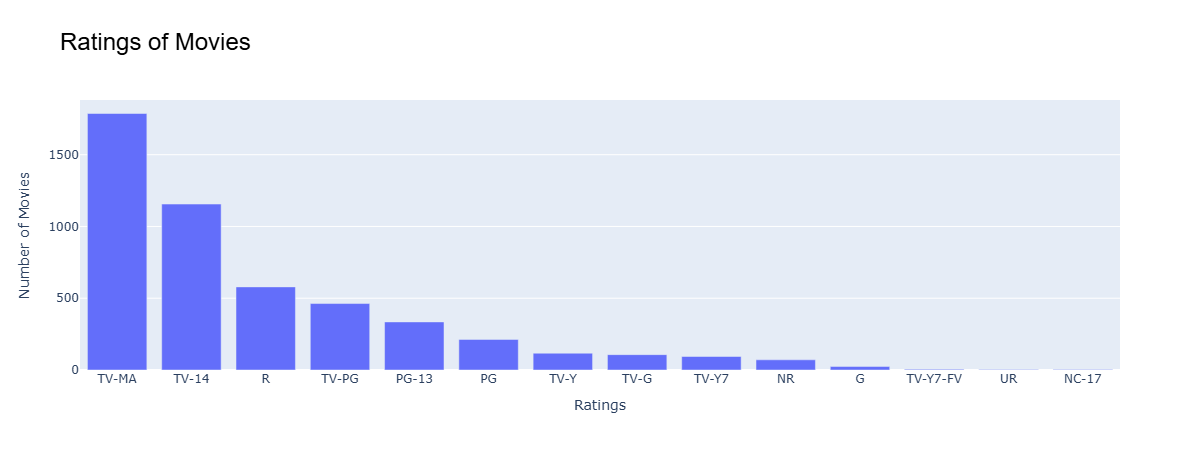 Ratings of Movies
Number of Movies
1500
1000
500
0
TV-MA TV-14 R TV-PG PG-13 PG TV-Y TV-G TV-Y7 NR G TV-Y7-FV UR NC-17
Ratings